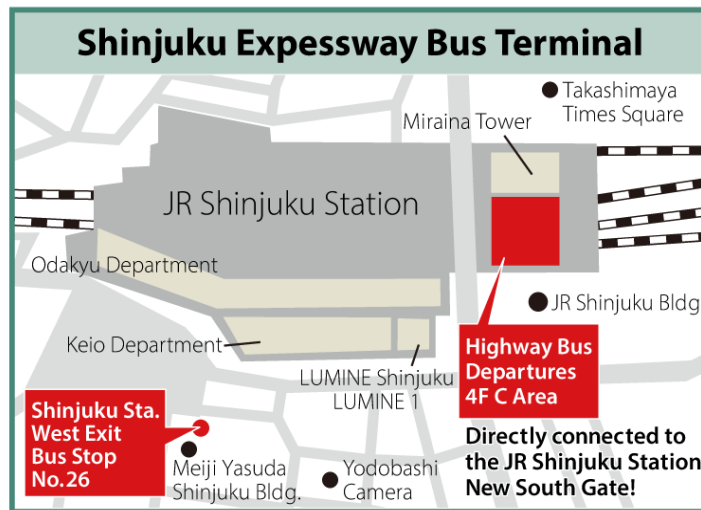 Shinjuku Expessway Bus Terminal
Takashimaya
Times Square
Miraina Tower
JR Shinjuku Station
Odakyu Department
JR Shinjuku Bldg
Keio Department
LUMINE Shinjuku
LUMINE 1
Highway Bus
Departures
4F C Area
Shinjuku Sta.
West Exit
Bus Stop
No.26
Meiji Yasuda
Shinjuku Bldg.
Yodobashi
Camera
Directly connected to
the JR Shinjuku Station
New South Gate!